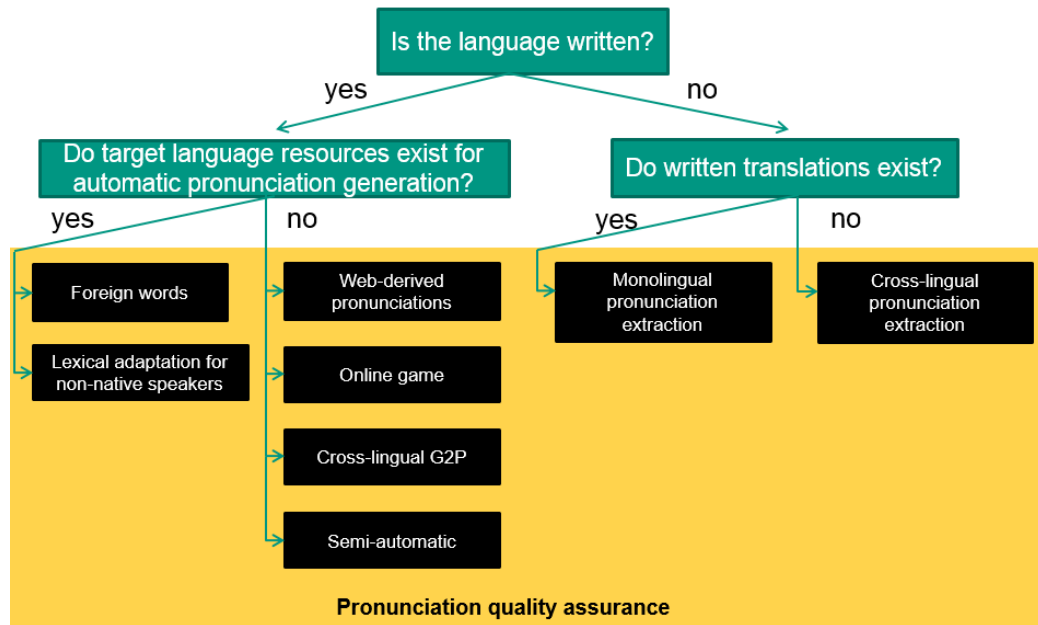 Is the language written?
yes
no
Do target language resources exist for
automatic pronunciation generation?
Do written translations exist?
yes
no
yes
no
Foreign words
Lexical adaptation for
non-native speakers
Web-derived
pronunciations
Online game
Cross-lingual G2P
Semi-automatic
Monolingual
pronunciation
extraction
Cross-lingual
pronunciation
extraction
Pronunciation quality assurance